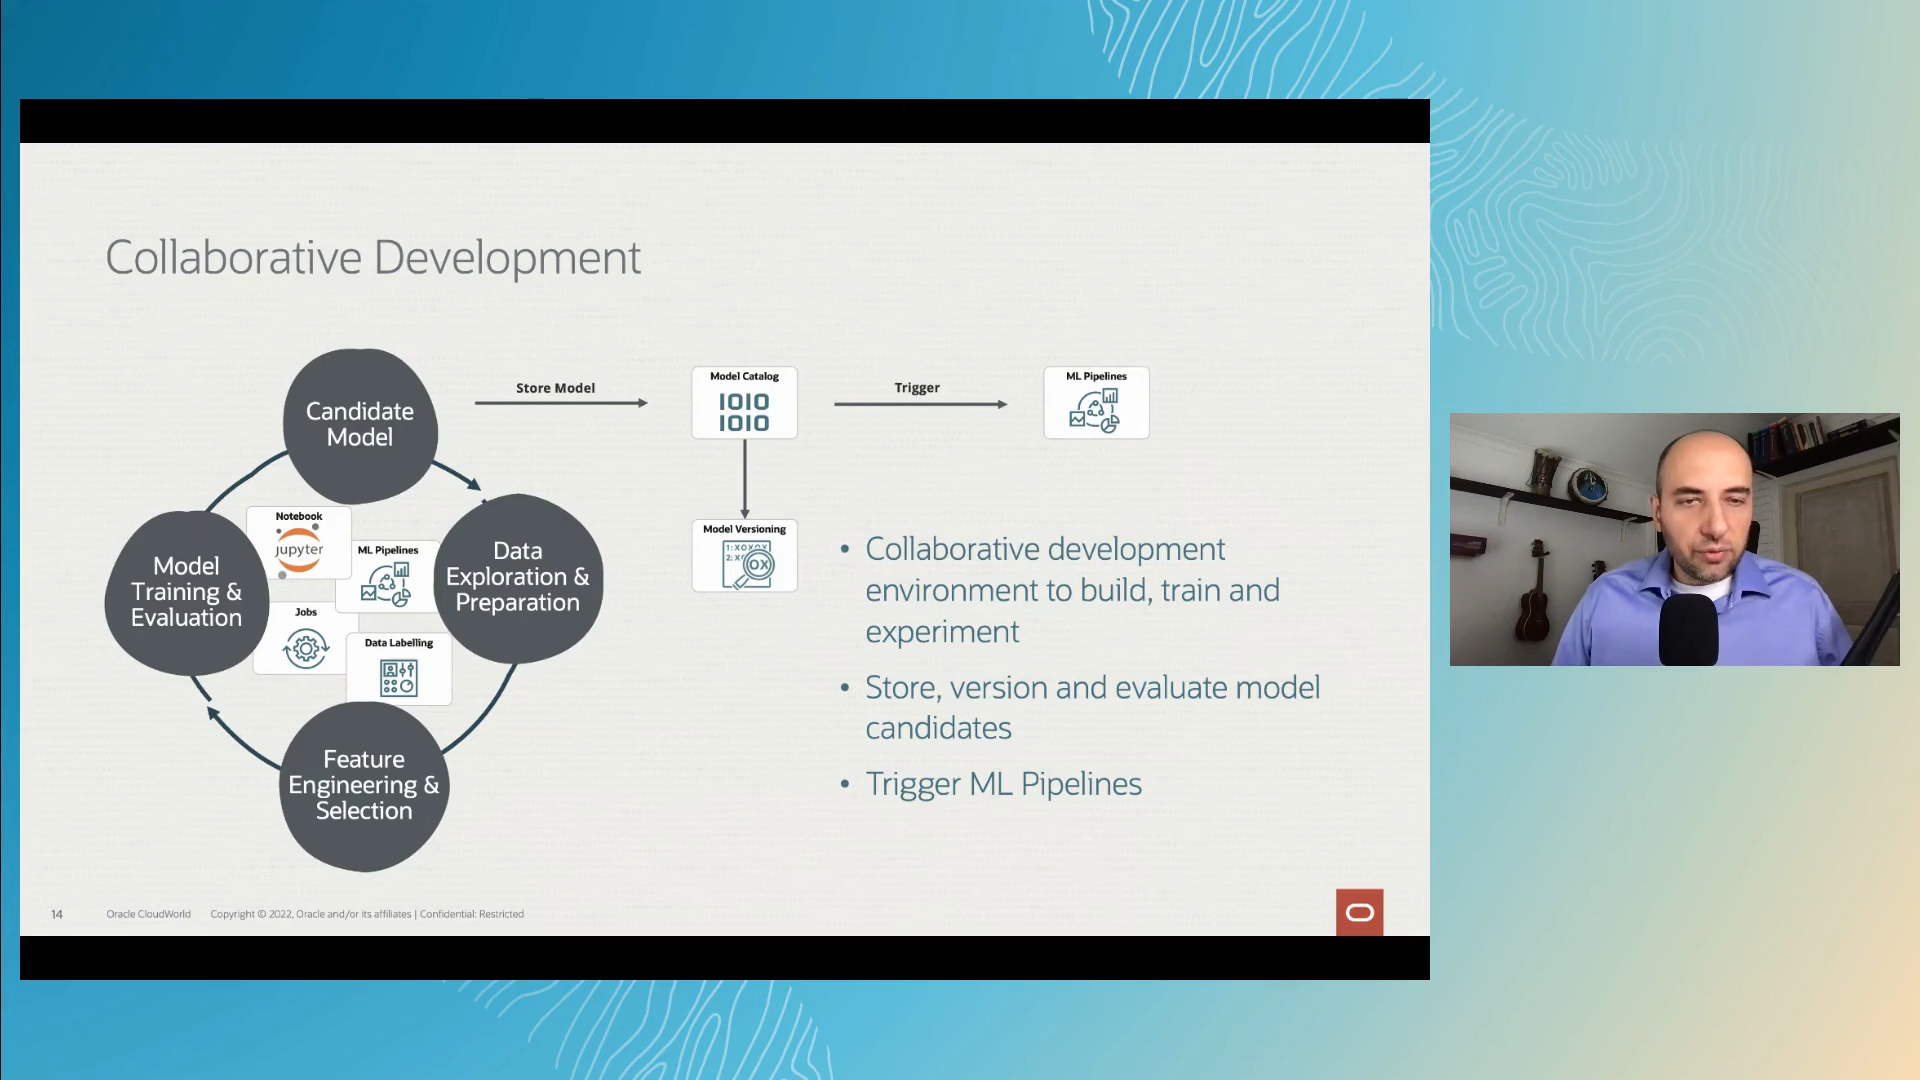 Collaborative Development
Candidate
Model
Store Model
Model Catalog
1010
1010
Trigger
ML Pipelines
Notebook
jupyter
ML Pipelines
Jobs
Data Labelling
Model
Training &
Evaluation
Data
Exploration &
Preparation
Feature
Engineering &
Selection
Model Versioning
1: XOXOX
2: X
OX
• Collaborative development
environment to build, train and
experiment
• Store, version and evaluate model
candidates
• Trigger ML Pipelines
14
Oracle CloudWorld
Copyright © 2022, Oracle and/or its affiliates | Confidential: Restricted